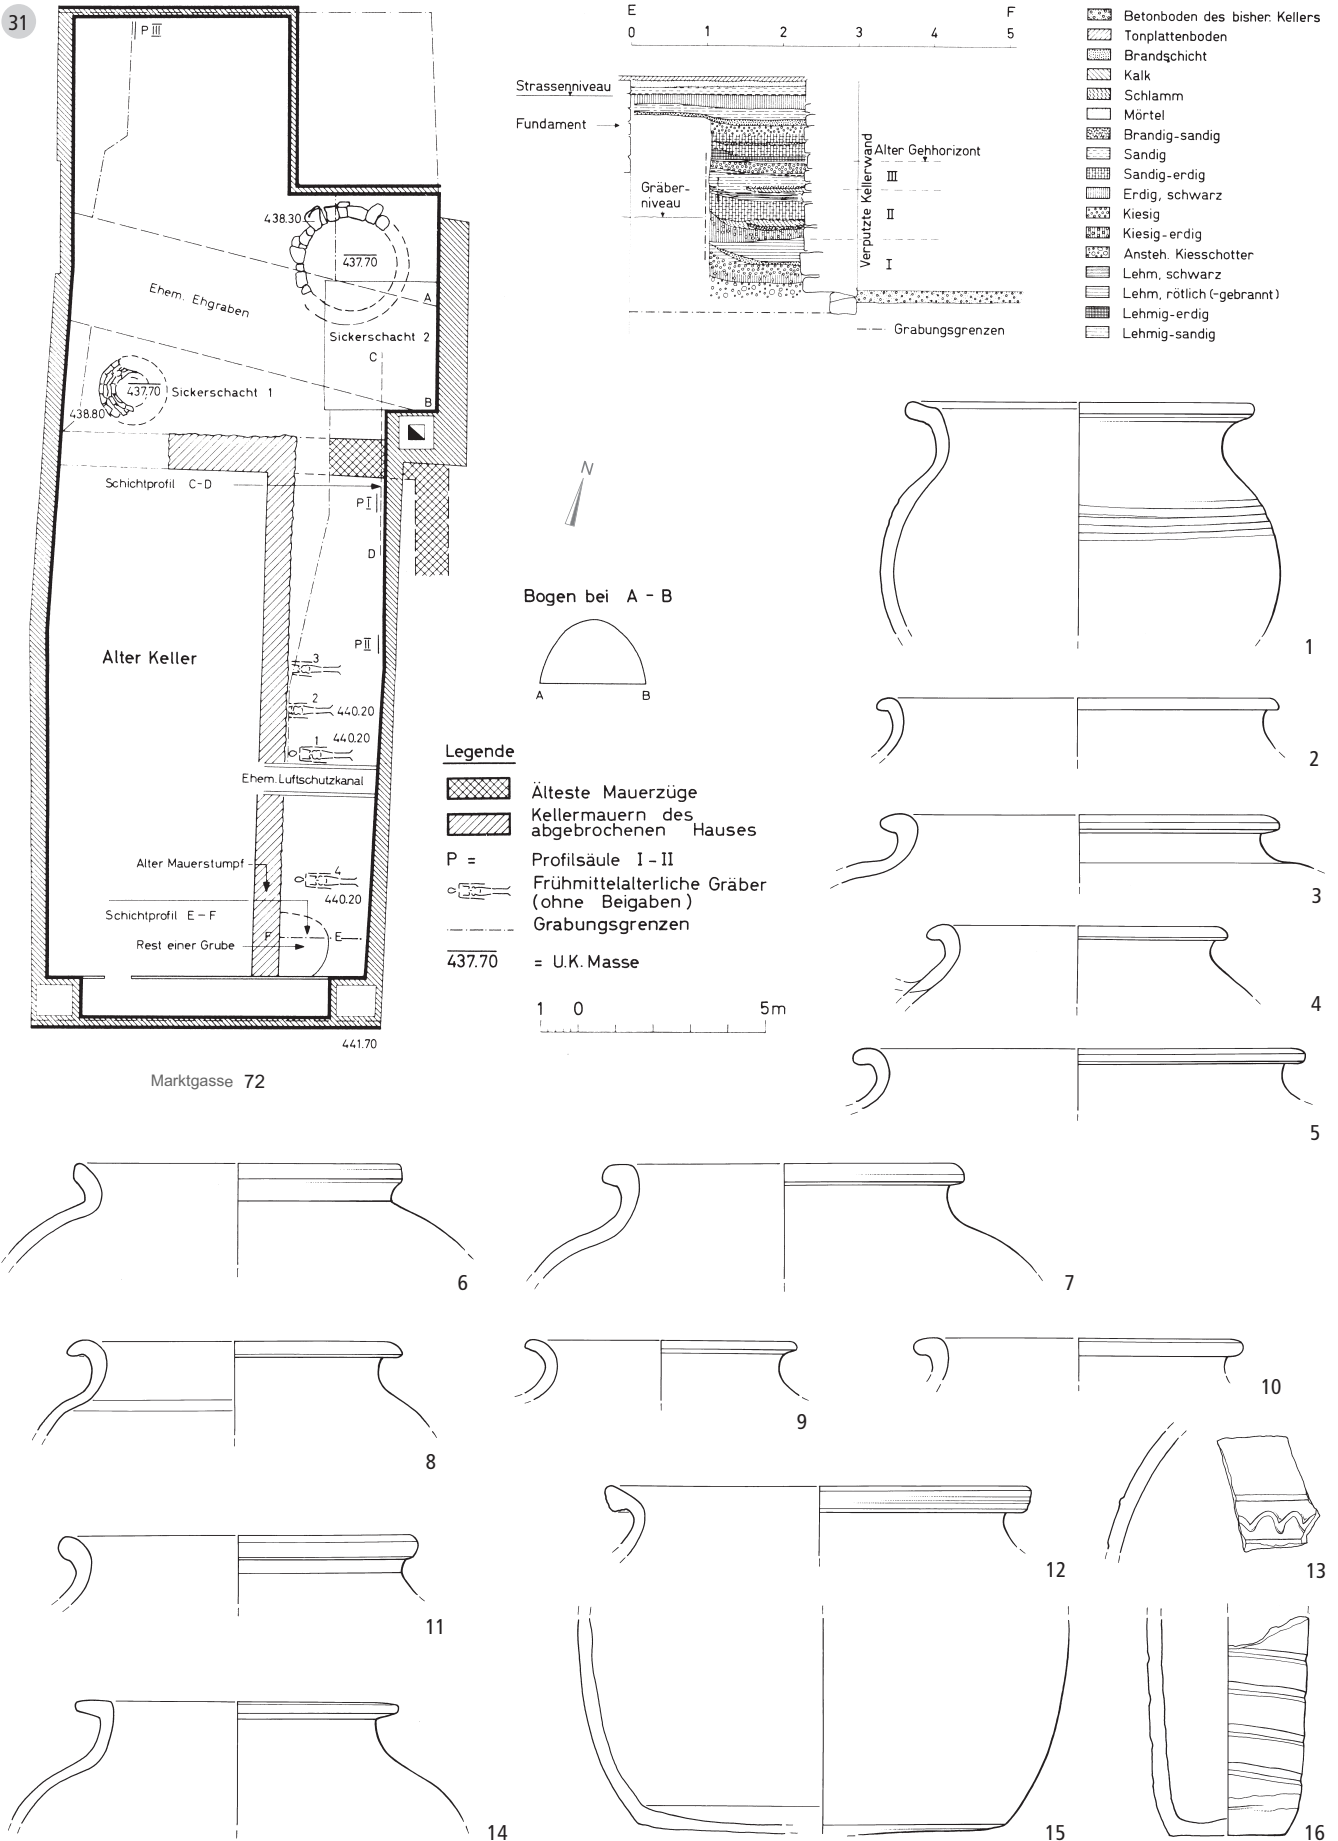 31
P III
438.30
437.70
Ehem. Ehgraben
A
Sickerschacht 2
C
437.70
Sickerschacht 1
438.80
B
Schichtprofil C-D
P I
D
Alter Keller
P II
3
2
440.20
1
440.20
Ehem. Luftschutzkanal
Alter Mauerstumpf
4
440.20
Schichtprofil E-F
F
E
Rest einer Grube
441.70
Marktgasse 72
E
F
0
1
2
3
4
5
Strassenniveau
Fundament
Gräber-
niveau
Verputzte Kellerwand
Alter Gehhorizont
III
II
I
Grabungsgrenzen
Betonboden des bisher. Kellers
Tonplattenboden
Brandschicht
Kalk
Schlamm
Mörtel
Brandig-sandig
Sandig
Sandig-erdig
Erdig, schwarz
Kiesig
Kiesig-erdig
Ansteh. Kiesschotter
Lehm, schwarz
Lehm, rötlich (-gebrannt)
Lehmig-erdig
Lehmig-sandig
N
Bogen bei A - B
A
B
Legende
Älteste Mauerzüge
Kellermauern des
abgebrochenen Hauses
P = Profilsäule I - II
Frühmittelalterliche Gräber
(ohne Beigaben)
Grabungsgrenzen
437.70 = U.K. Masse
1 0 5m
1
2
3
4
5
6
7
8
9
10
11
12
13
14
15
16